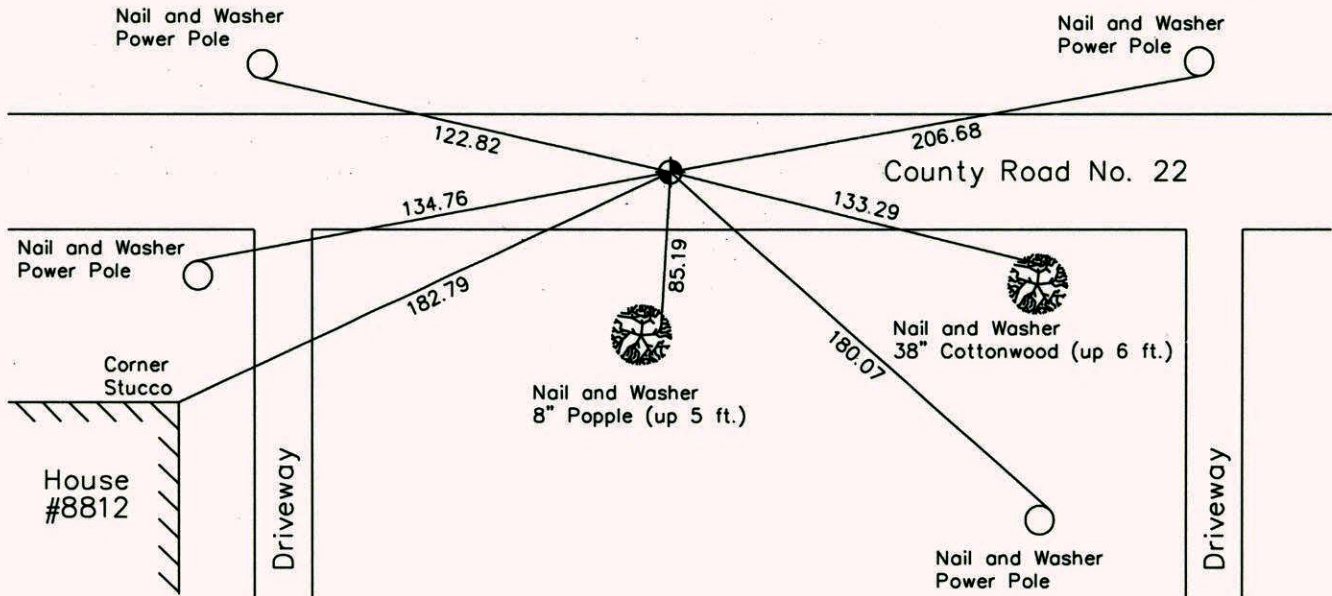 Nail and Washer
Power Pole
Nail and Washer
Power Pole
122.82
206.68
County Road No. 22
134.76
133.29
Nail and Washer
Power Pole
85.19
182.79
Nail and Washer
38" Cottonwood (up 6 ft.)
180.07
Corner
Stucco
Nail and Washer
8" Popple (up 5 ft.)
House
#8812
Driveway
Driveway
Nail and Washer
Power Pole